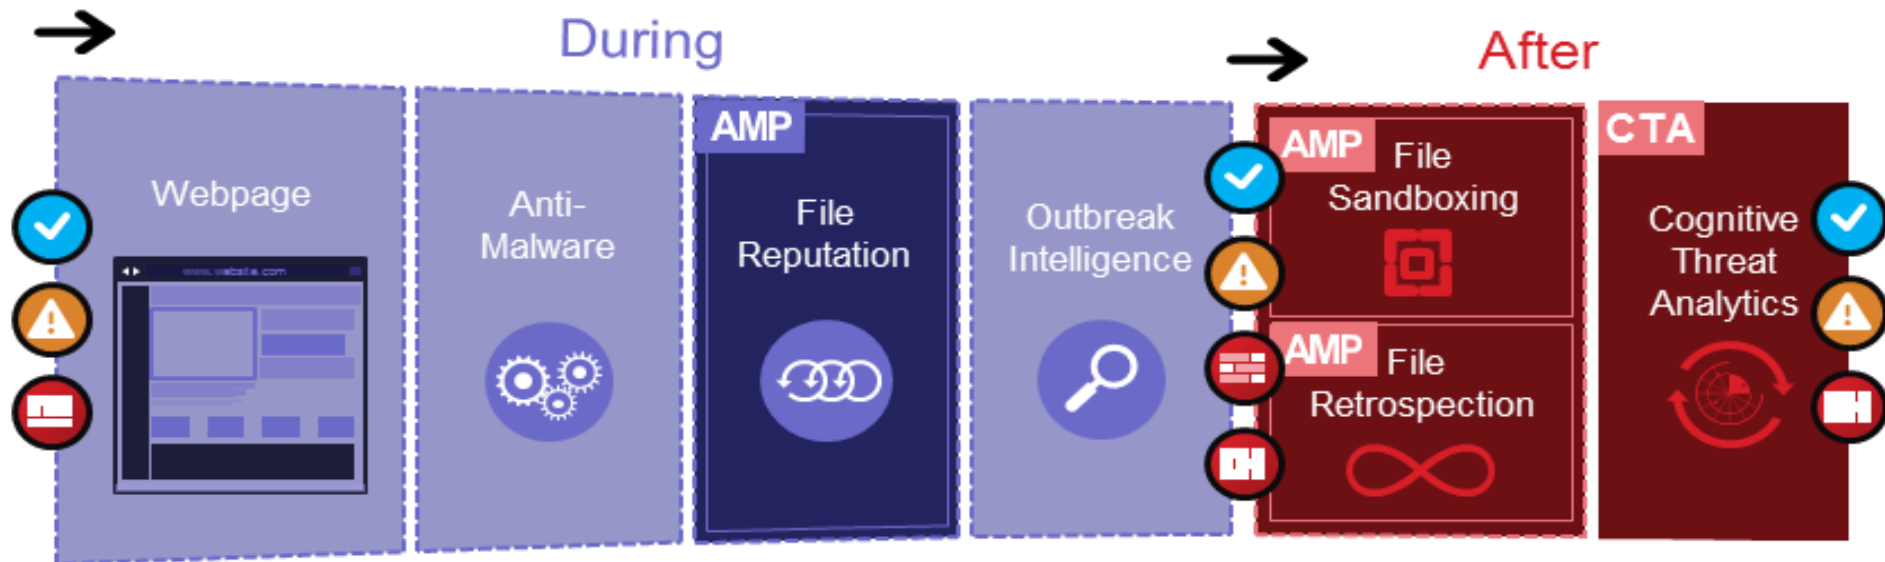 During
After
Webpage
www.website.com
Anti-
Malware
AMP
File
Reputation
Outbreak
Intelligence
AMP
File
Sandboxing
AMP
File
Retrospection
CTA
Cognitive
Threat
Analytics